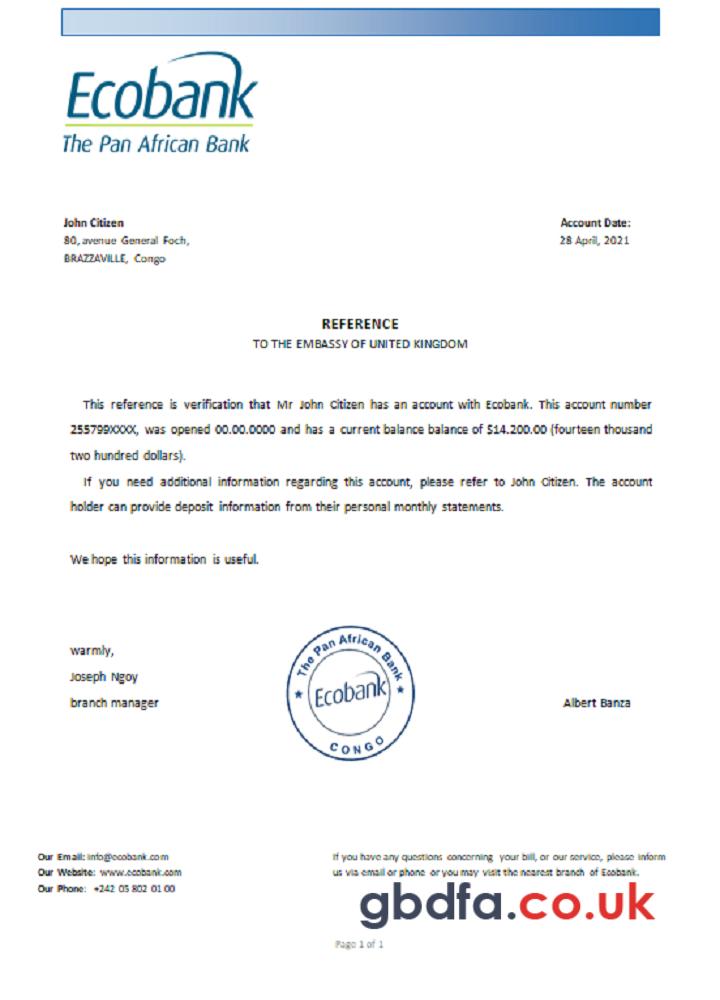 Ecobank
The Pan African Bank
John Citizen
80, avenue General Foch,
BRAZZAVILLE, Congo
Account Date:
28 April, 2021
REFERENCE
TO THE EMBASSY OF UNITED KINGDOM
This reference is verification that Mr John Citizen has an account with Ecobank. This account number
255799XXXX, was opened 00.00.0000 and has a current balance balance of $14.200.00 (fourteen thousand
two hundred dollars).
If you need additional information regarding this account, please refer to John Citizen. The account
holder can provide deposit information from their personal monthly statements.
We hope this information is useful.
warmly,
Joseph Ngoy
branch manager
The Pan African Bank
Ecobank
CONGO
Albert Banza
Our Email: info@ecobank.com
Our Website: www.ecobank.com
Our Phone: +242 05 802 01 00
If you have any questions concerning your bill, or our service, please inform
us via email or phone or you may visit the nearest branch of Ecobank.
gbdfa.co.uk
Page 1 of 1